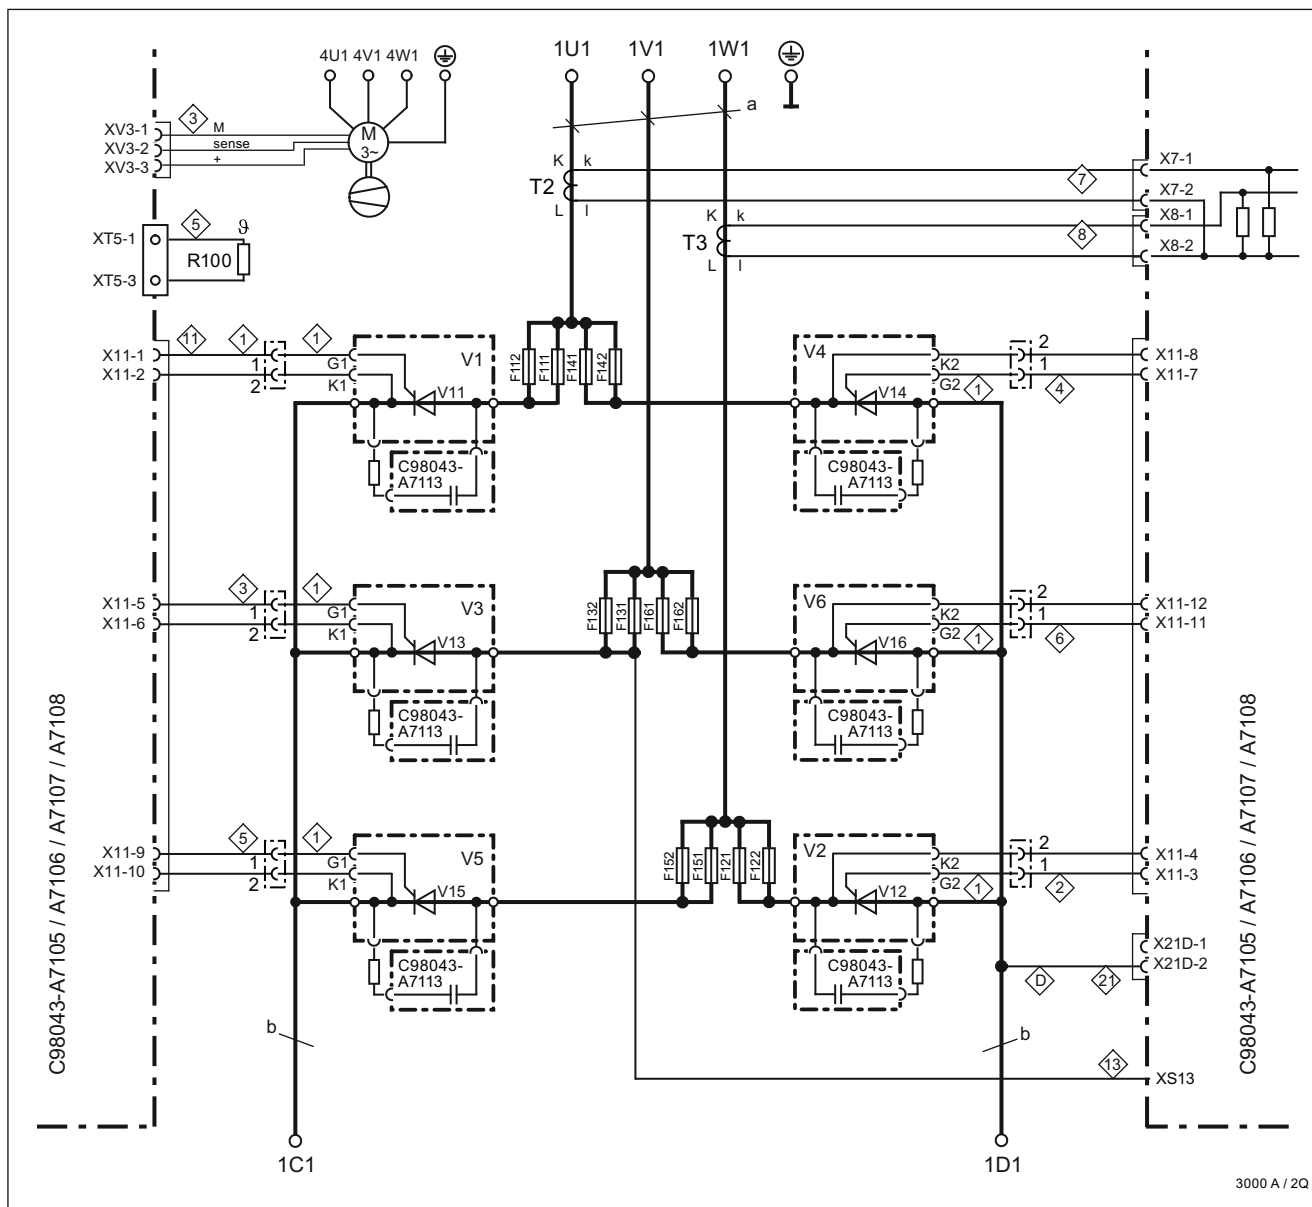 4U1 4V1 4W1
1U1 1V1 1W1
a
XV3-1 3 M
XV3-2 sense
XV3-3 +
M
3~
K k
T2
L l
7
X7-1
X7-2
K k
T3
L l
8
X8-1
X8-2
XT5-1
5
ϑ
R100
XT5-3
11 1 1
X11-1
X11-2
1
2
G1
K1
V1
V11
C98043-
A7113
F112 F111 F141 F142
V4
V14
K2
G2
1
2
1
4
X11-8
X11-7
C98043-
A7113
3 1
X11-5
X11-6
1
2
G1
K1
V3
V13
C98043-
A7113
F132 F131 F161 F162
V6
V16
K2
G2
1
2
1
6
X11-12
X11-11
C98043-
A7113
5 1
X11-9
X11-10
1
2
G1
K1
V5
V15
C98043-
A7113
F152 F151 F121 F122
V2
V12
K2
G2
1
2
1
2
X11-4
X11-3
C98043-
A7113
X21D-1
X21D-2
D 21
b
b
13
XS13
C98043-A7105 / A7106 / A7107 / A7108
C98043-A7105 / A7106 / A7107 / A7108
1C1
1D1
3000 A / 2Q